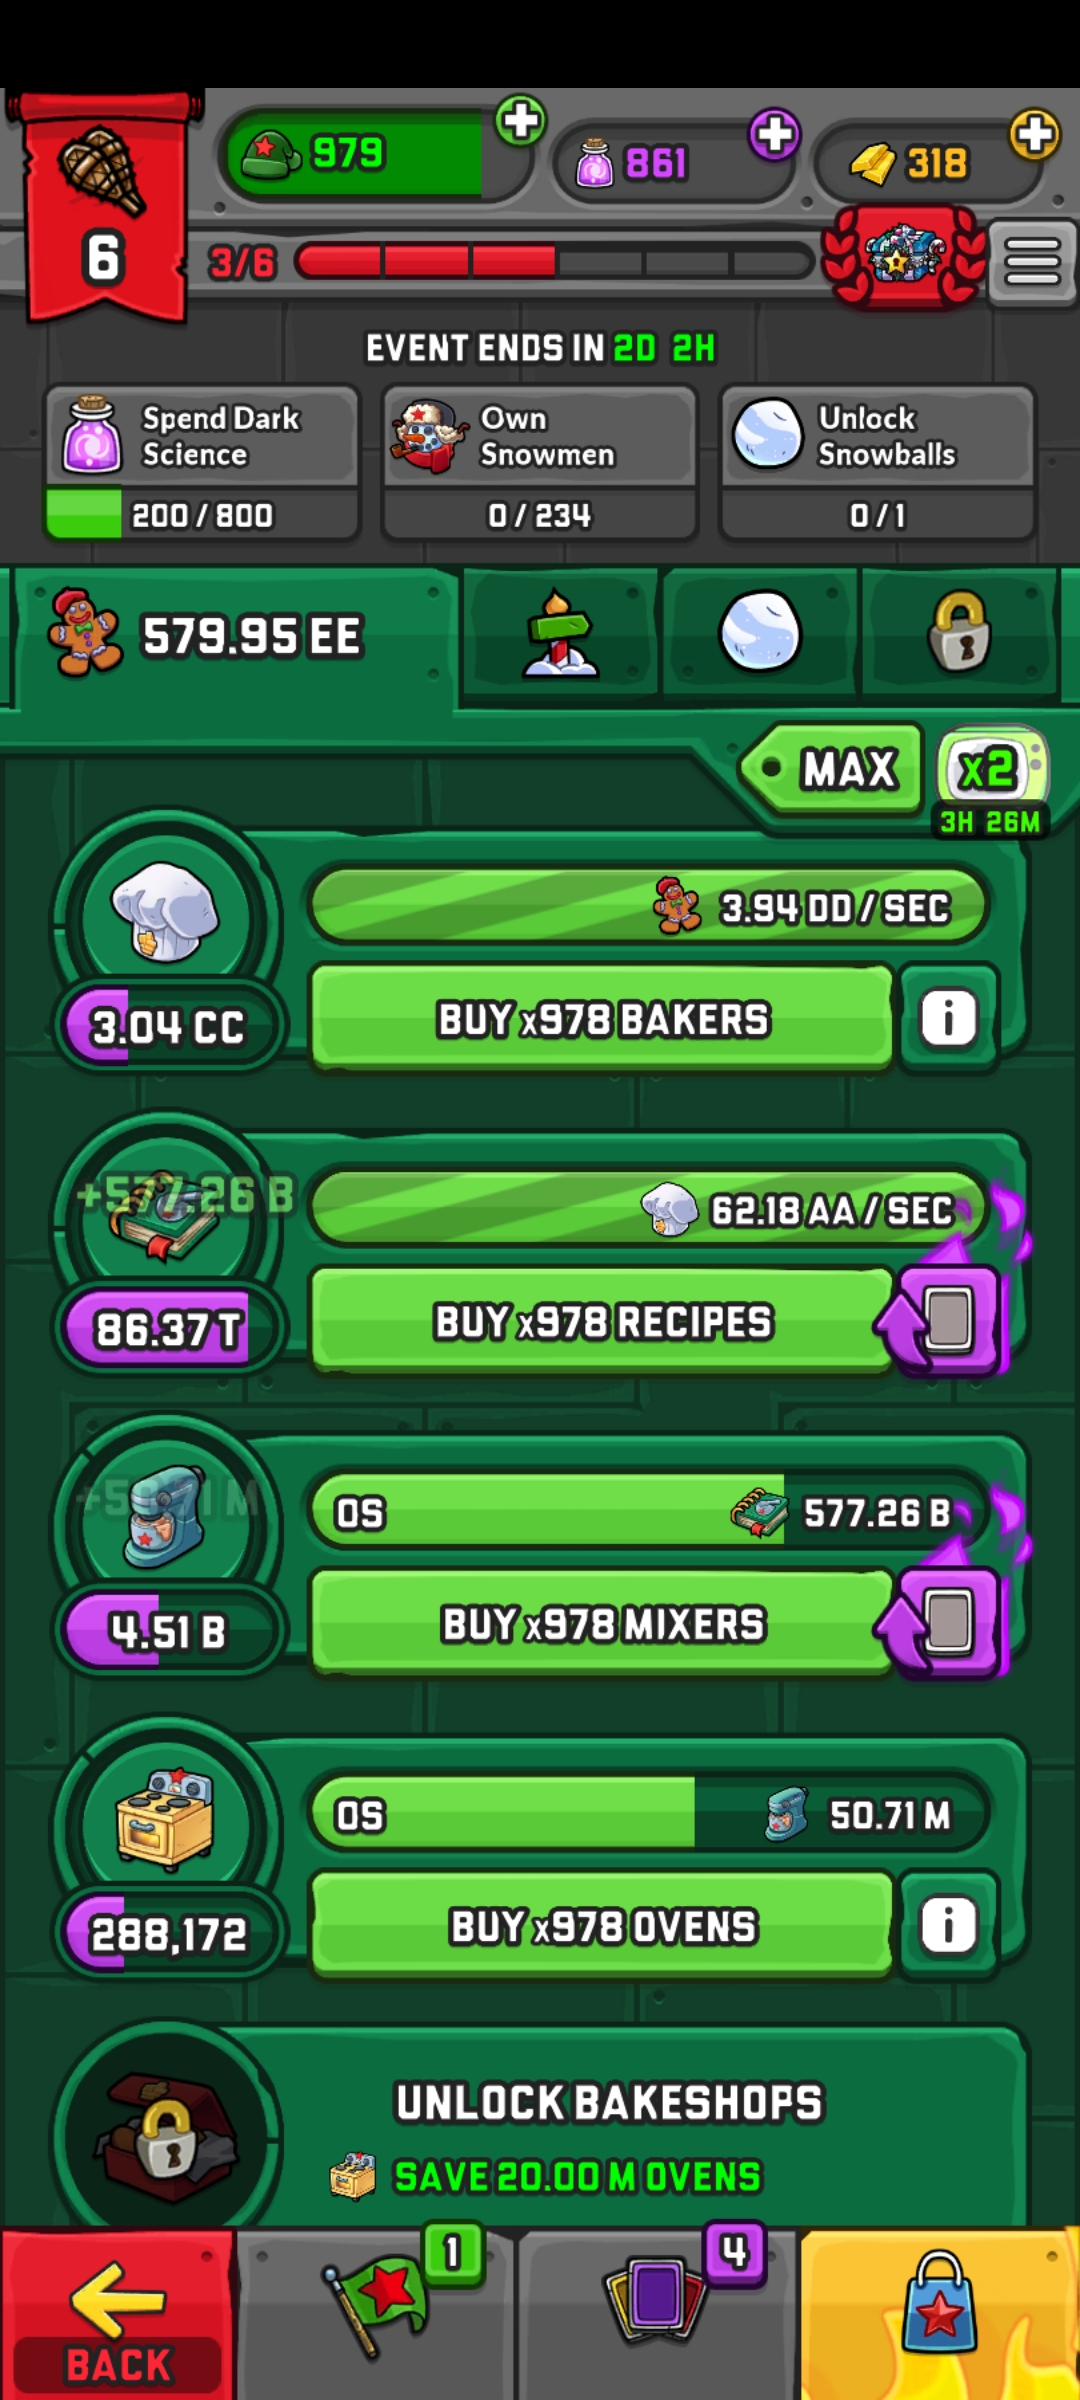 979
861
318
6
3/6
EVENT ENDS IN 2D 2H
Spend Dark
Science
200 / 800
Own
Snowmen
0 / 234
Unlock
Snowballs
0 / 1
579.95 EE
MAX
x2
3H 26M
3.94 DD / SEC
3.04 CC
BUY x978 BAKERS
i
+577.26 B
62.18 AA / SEC
86.37 T
BUY x978 RECIPES
+50.71 M
0S
577.26 B
4.51 B
BUY x978 MIXERS
0S
50.71 M
288,172
BUY x978 OVENS
i
UNLOCK BAKESHOPS
SAVE 20.00 M OVENS
BACK
1
4